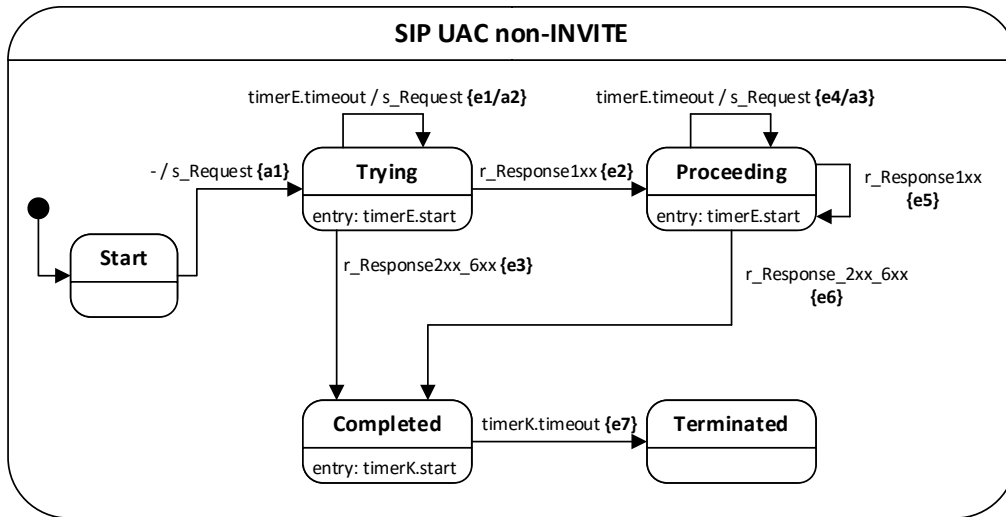 SIP UAC non-INVITE
timerE.timeout / s_Request {e1/a2}
timerE.timeout / s_Request {e4/a3}
- / s_Request {a1}
Trying
entry: timerE.start
r_Response1xx {e2}
Proceeding
entry: timerE.start
r_Response1xx
{e5}
Start
r_Response2xx_6xx {e3}
r_Response_2xx_6xx
{e6}
Completed
entry: timerK.start
timerK.timeout {e7}
Terminated